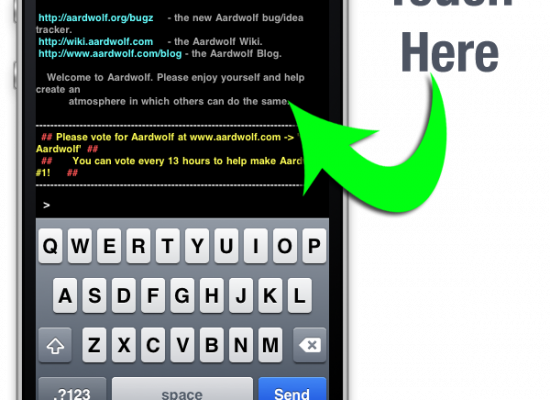 Touch
Here
http://aardwolf.org/bugz - the new Aardwolf bug/idea
tracker.
http://wiki.aardwolf.com - the Aardwolf Wiki.
http://www.aardwolf.com/blog - the Aardwolf Blog.
Welcome to Aardwolf. Please enjoy yourself and help
create an
atmosphere in which others can do the same.
--------------------------------------------------------------
## Please vote for Aardwolf at www.aardwolf.com ->
Aardwolf' ##
## You can vote every 13 hours to help make Aard
#1! ##
--------------------------------------------------------------
>
Q W E R T Y U I O P
A S D F G H J K L
Z X C V B N M
.?123 space Send